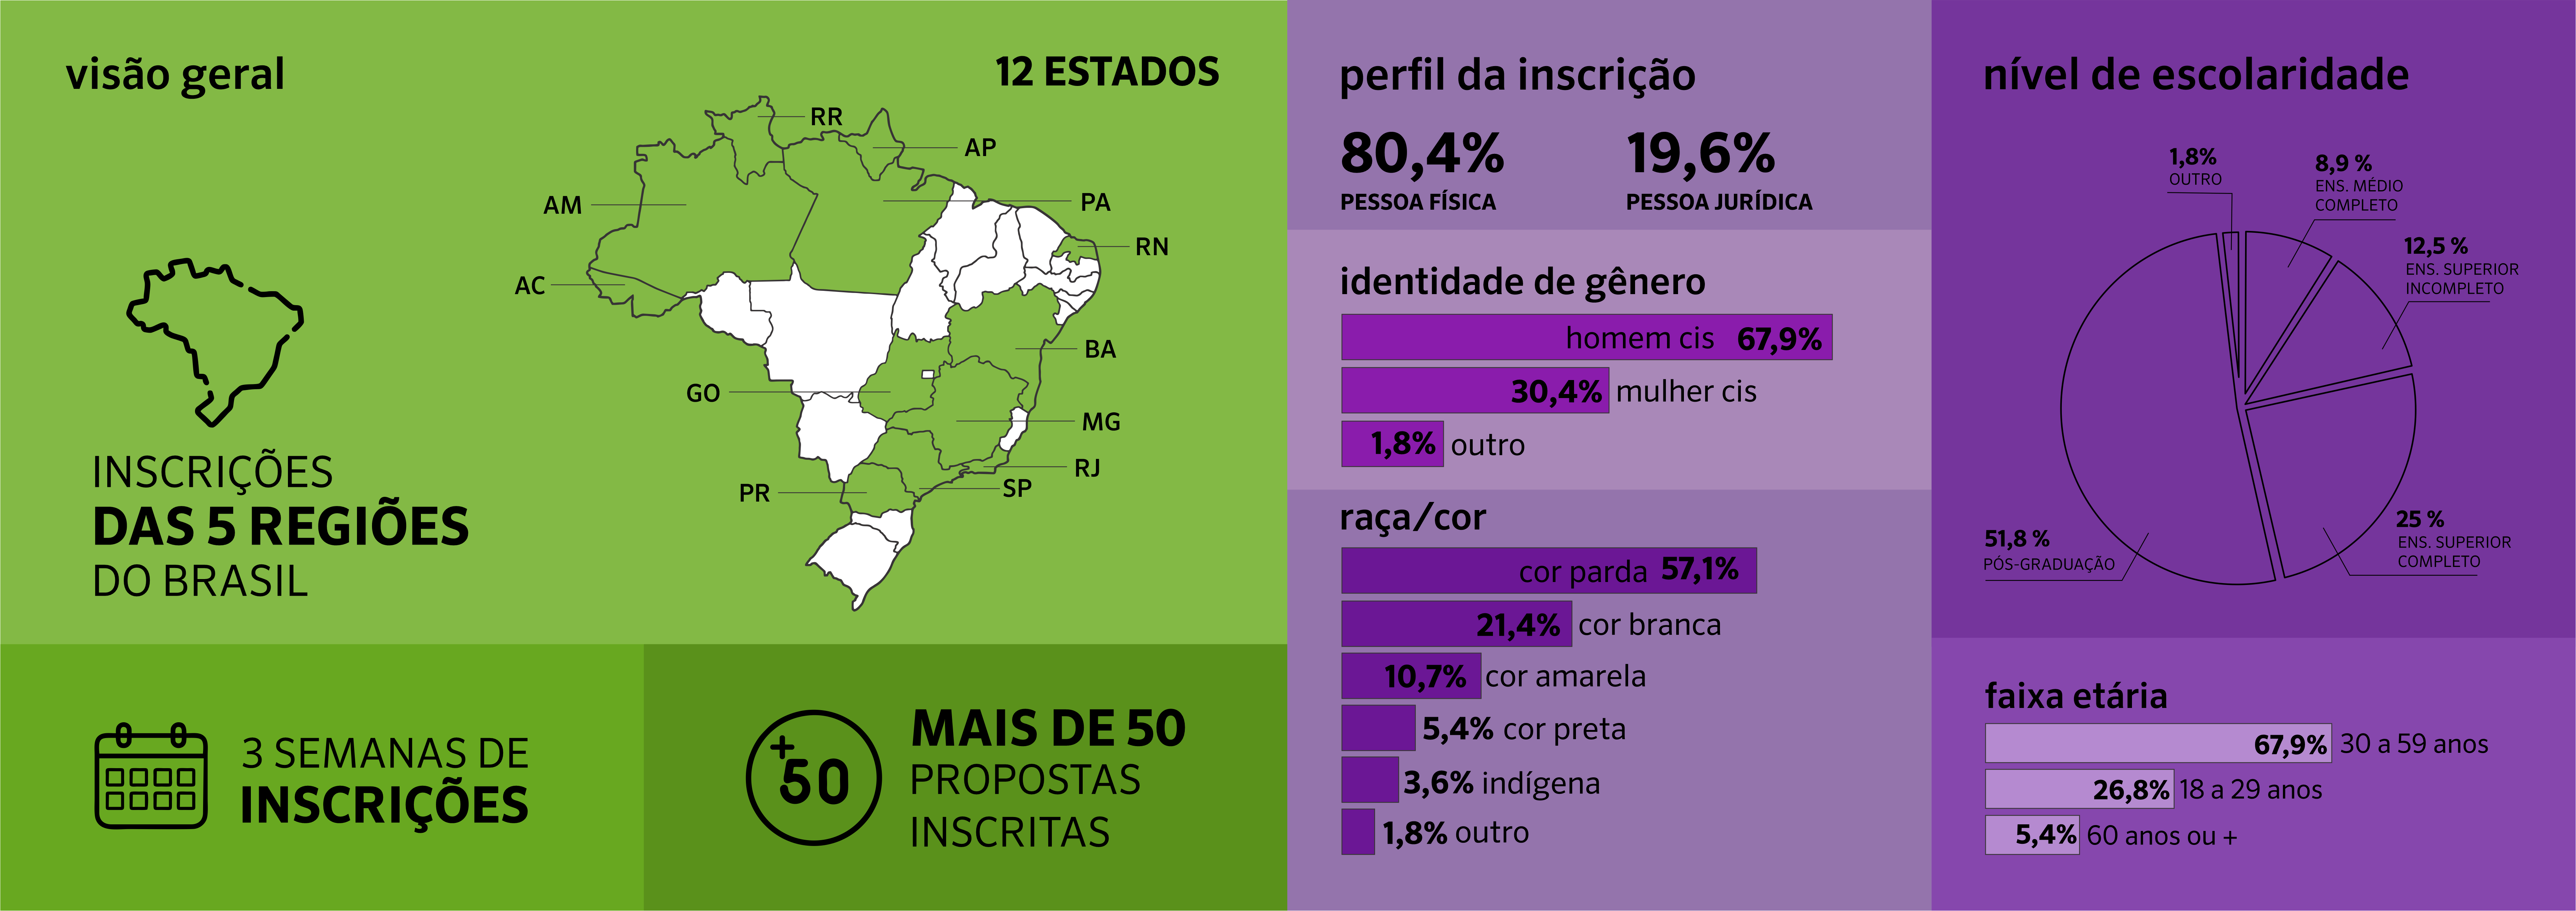 visão geral
12 ESTADOS
RR
AP
AM
PA
RN
AC
BA
GO
MG
RJ
SP
PR
INSCRIÇÕES
DAS 5 REGIÕES
DO BRASIL
3 SEMANAS DE
INSCRIÇÕES
+50
MAIS DE 50
PROPOSTAS
INSCRITAS
perfil da inscrição
80,4%
PESSOA FÍSICA
19,6%
PESSOA JURÍDICA
identidade de gênero
homem cis 67,9%
30,4% mulher cis
1,8% outro
raça/cor
cor parda 57,1%
21,4% cor branca
10,7% cor amarela
5,4% cor preta
3,6% indígena
1,8% outro
nível de escolaridade
1,8%
OUTRO
8,9 %
ENS. MÉDIO
COMPLETO
12,5 %
ENS. SUPERIOR
INCOMPLETO
25 %
ENS. SUPERIOR
COMPLETO
51,8 %
PÓS-GRADUAÇÃO
faixa etária
67,9% 30 a 59 anos
26,8% 18 a 29 anos
5,4% 60 anos ou +